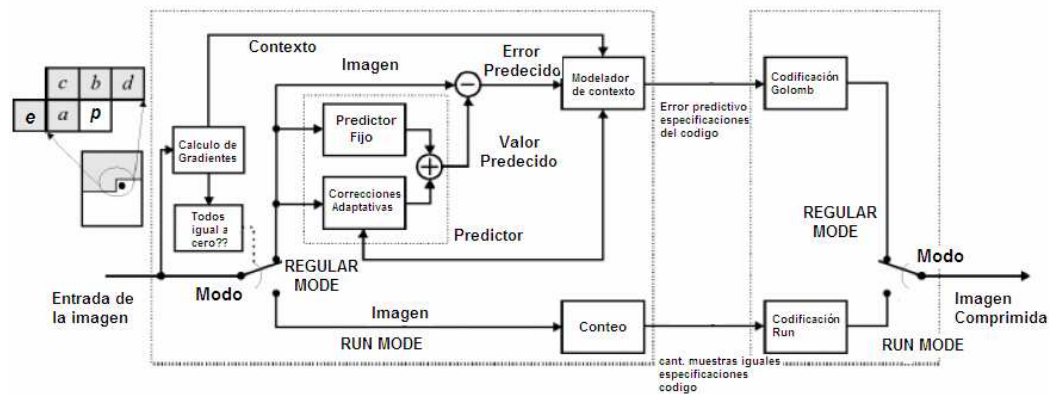 Contexto
Imagen
Error
Predecido
Modelador
de contexto
Codificación
Golomb
c b d
e a p
Error predictivo
especificaciones
del codigo
Predictor
Fijo
Valor
Predecido
Calculo de
Gradientes
Correcciones
Adaptativas
Todos
igual a
cero??
Predictor
REGULAR
MODE
REGULAR
MODE
Modo
Modo
Entrada de
la imagen
Imagen
Comprimida
Imagen
RUN MODE
Conteo
Codificación
Run
RUN MODE
cant. muestras iguales
especificaciones
codigo